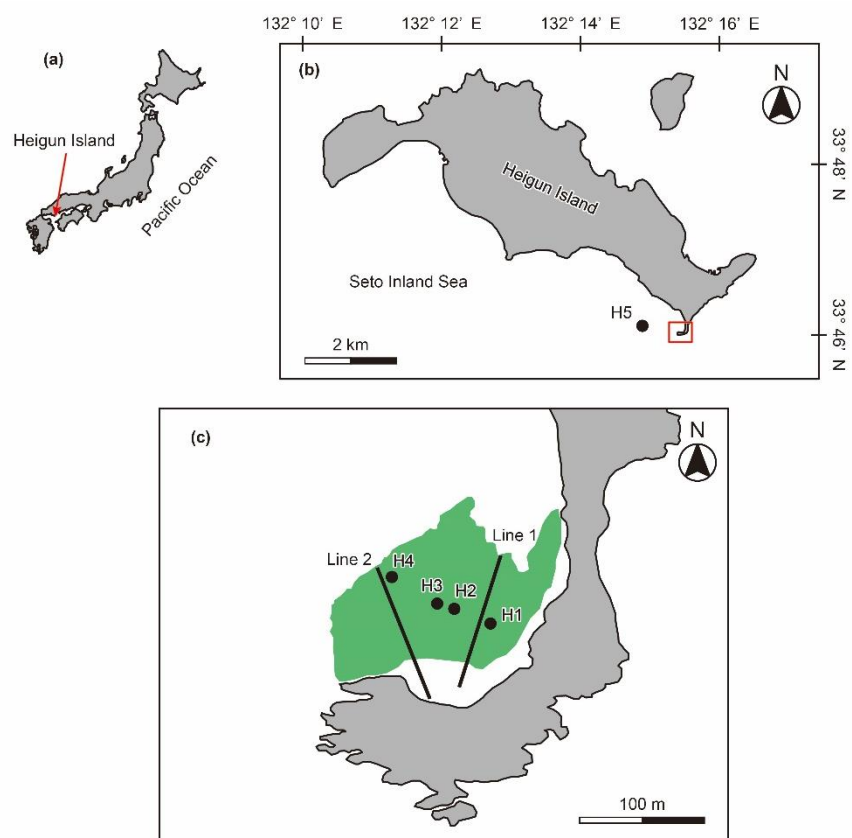 132° 10′ E 132° 12′ E 132° 14′ E 132° 16′ E
(a)
Heigun Island
Pacific Ocean
(b)
N
Heigun Island
Seto Inland Sea
H5
2 km
33° 48′ N
33° 46′ N
(c)
N
Line 1
Line 2
H4
H3
H2
H1
100 m